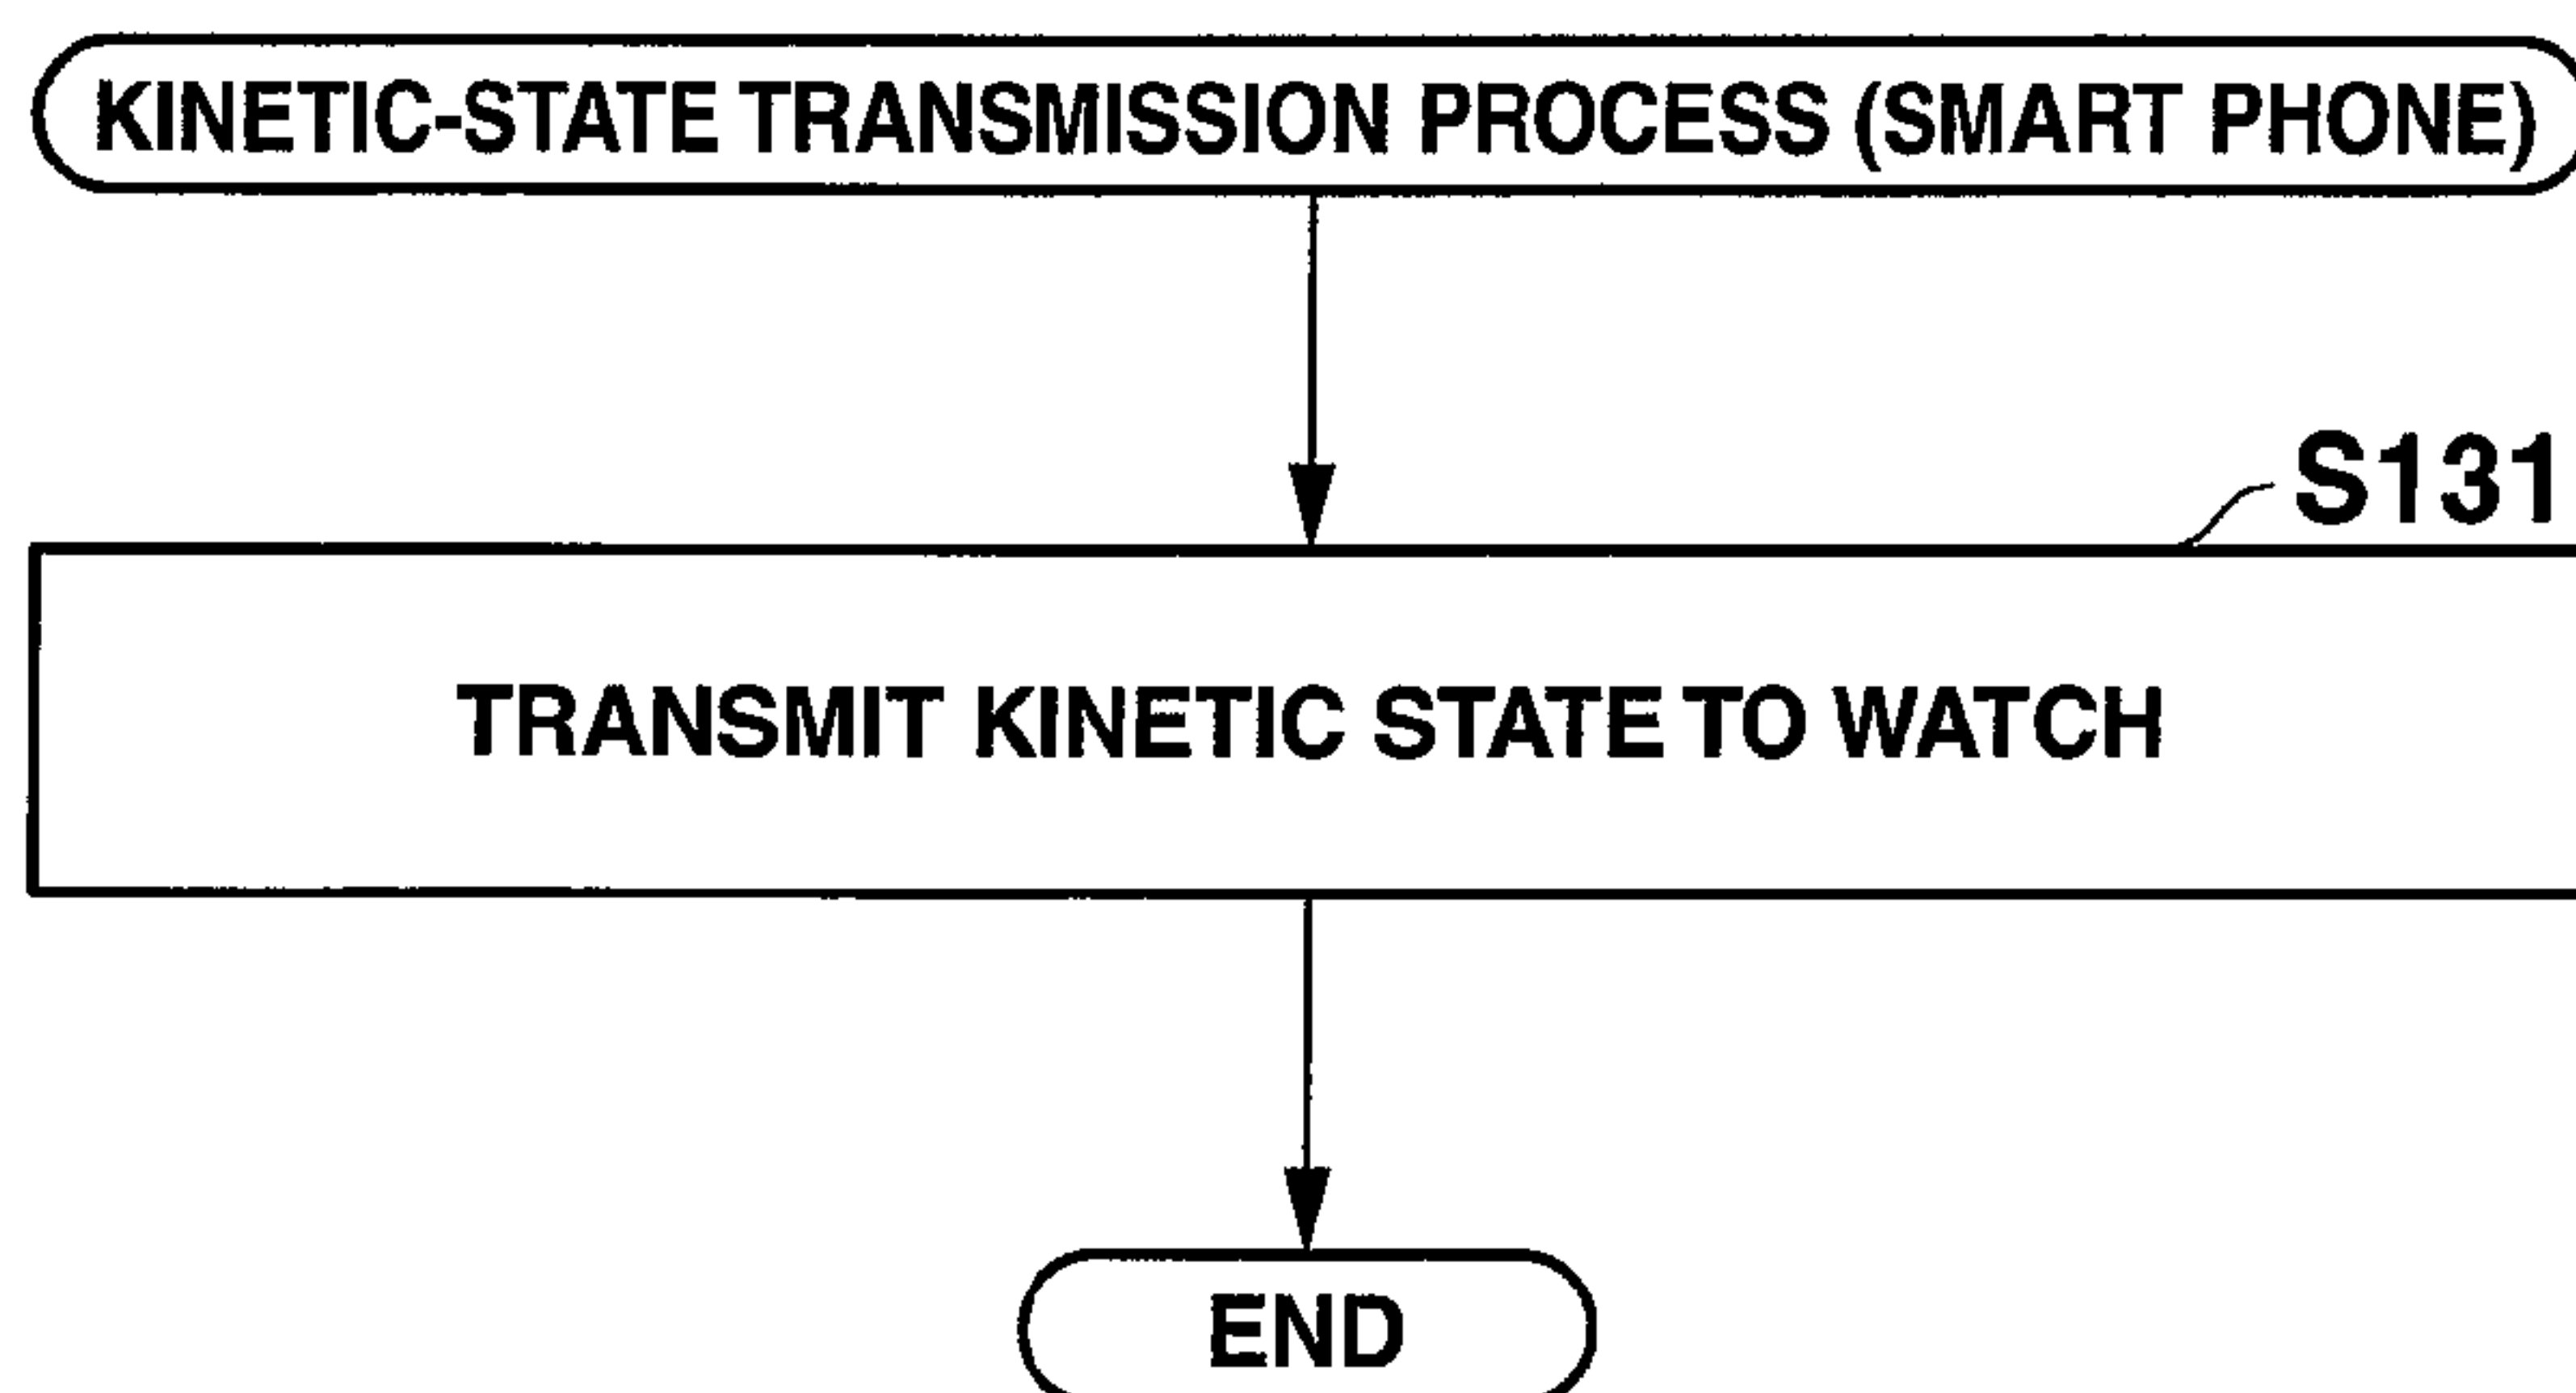 KINETIC-STATE TRANSMISSION PROCESS (SMART PHONE)
S131
TRANSMIT KINETIC STATE TO WATCH
END